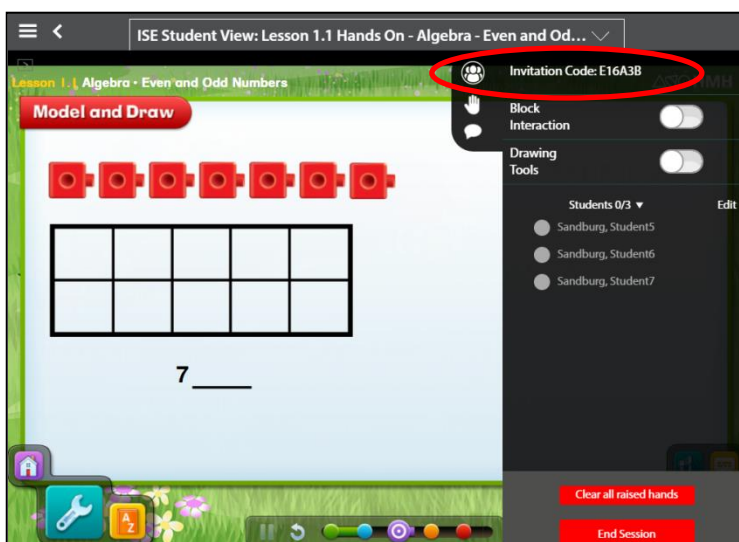 ISE Student View: Lesson 1.1 Hands On - Algebra - Even and Od...
Lesson 1.1 Algebra • Even and Odd Numbers
Model and Draw
7____
Invitation Code: E16A3B
Block
Interaction
Drawing
Tools
Students 0/3 ▼ Edit
Sandburg, Student5
Sandburg, Student6
Sandburg, Student7
Clear all raised hands
End Session
A
Z